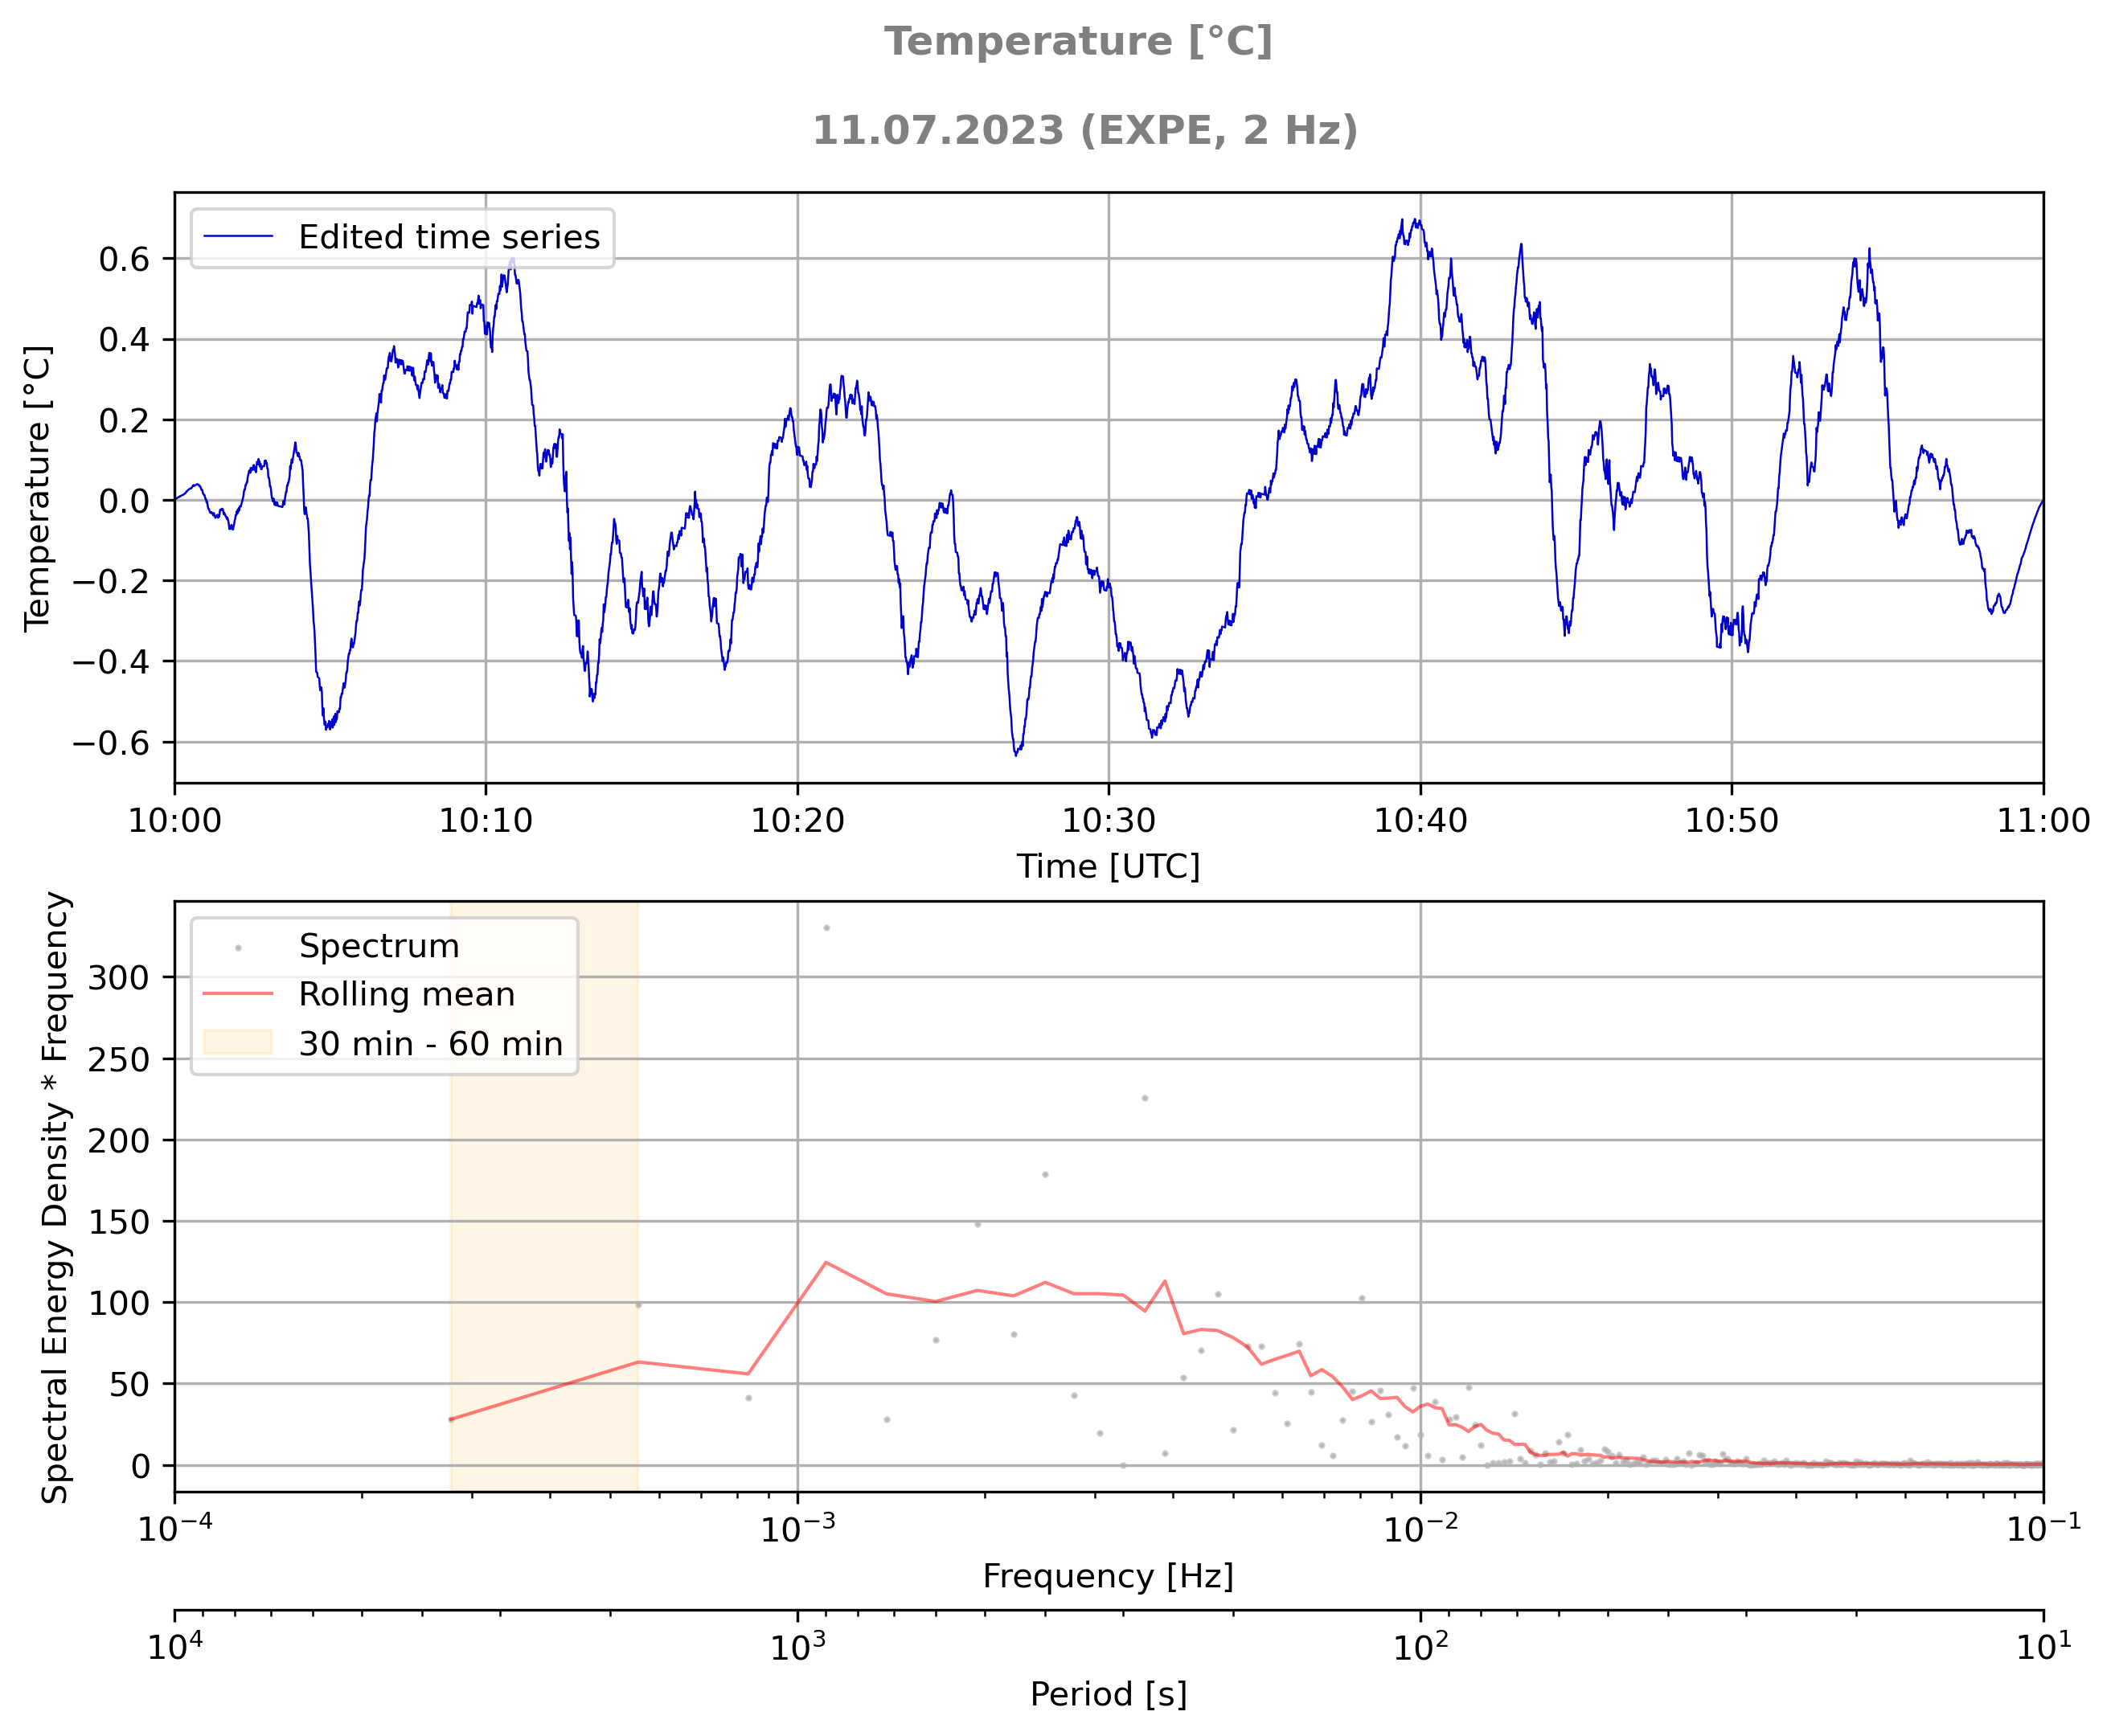 Temperature [°C]
11.07.2023 (EXPE, 2 Hz)
Edited time series
Temperature [°C]
0.6
0.4
0.2
0.0
−0.2
−0.4
−0.6
10:00 10:10 10:20 10:30 10:40 10:50 11:00
Time [UTC]
Spectrum
Rolling mean
30 min - 60 min
Spectral Energy Density * Frequency
300
250
200
150
100
50
0
10⁻⁴ 10⁻³ 10⁻² 10⁻¹
Frequency [Hz]
10⁴ 10³ 10² 10¹
Period [s]